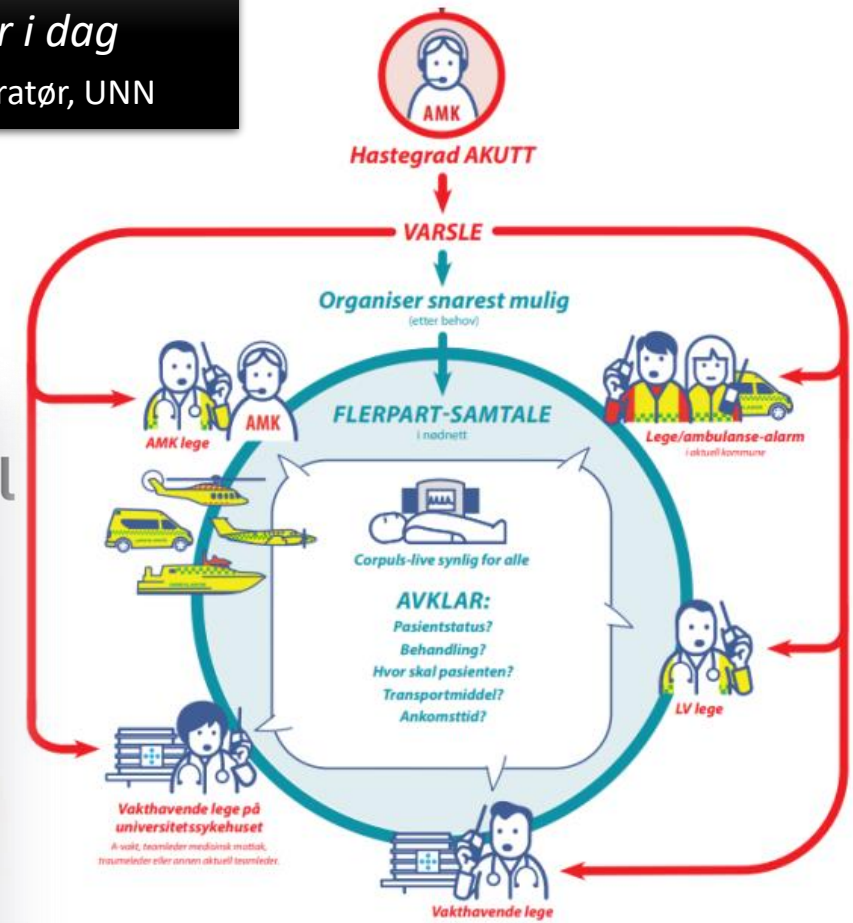 r i dag
ratør, UNN
AMK
Hastegrad AKUTT
VARSLE
Organiser snarest mulig
(etter behov)
AMK
AMK lege
FLERPART-SAMTALE
i nødnett
Lege/ambulanse-alarm
i aktuell kommune
l
Corpuls-live synlig for alle
AVKLAR:
Pasientstatus?
Behandling?
Hvor skal pasienten?
Transportmiddel?
Ankomsttid?
LV lege
Vakthavende lege på
universitetssykehuset
A-vakt, teamleder medisinsk mottak,
traumeleder eller annen aktuell teamleder.
Vakthavende lege